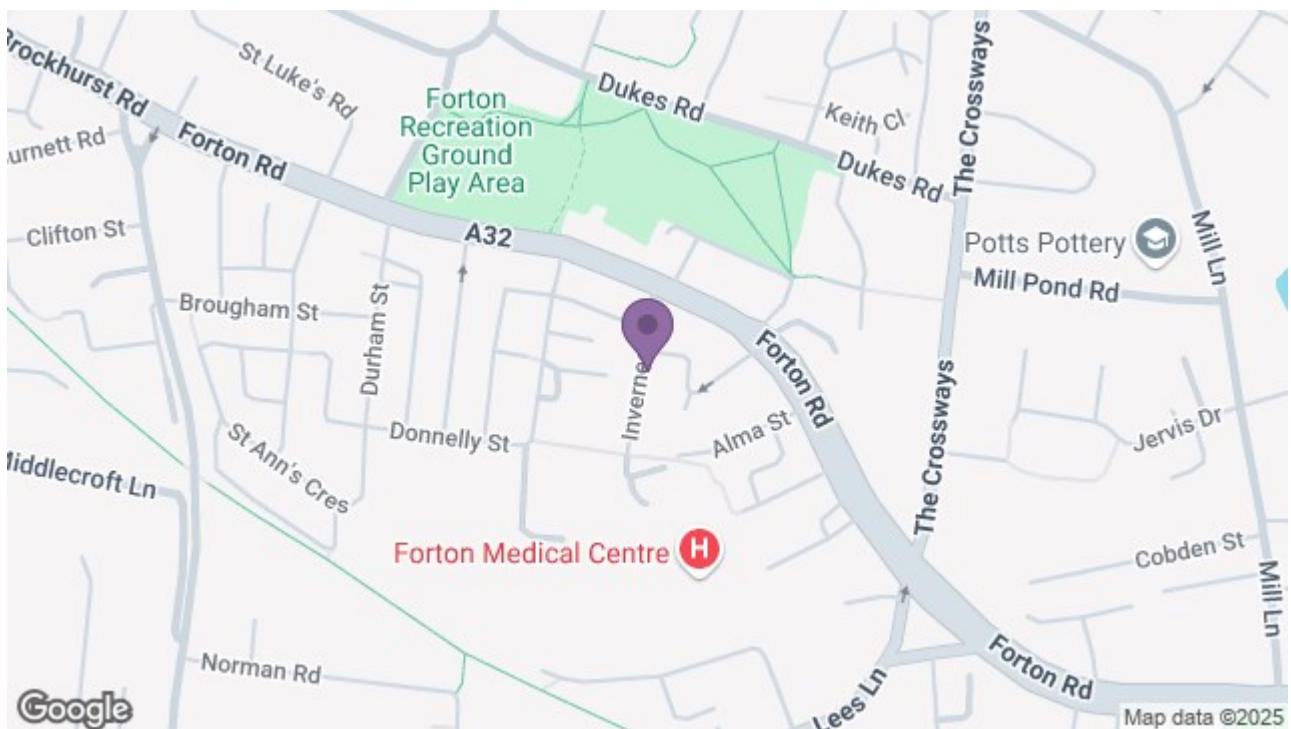 Brockhurst Rd
St Luke's Rd
Forton
Recreation
Ground
Play Area
Dukes Rd
Keith Cl
The Crossways
urnett Rd
Forton Rd
Dukes Rd
Clifton St
A32
Potts Pottery
Mill Ln
Mill Pond Rd
Brougham St
Durham St
Inverne
Forton Rd
Donnelly St
Alma St
The Crossways
Jervis Dr
St Ann's Cres
Middlecroft Ln
Forton Medical Centre
H
Cobden St
Mill Ln
Norman Rd
Lees Ln
Forton Rd
Google
Map data ©2025